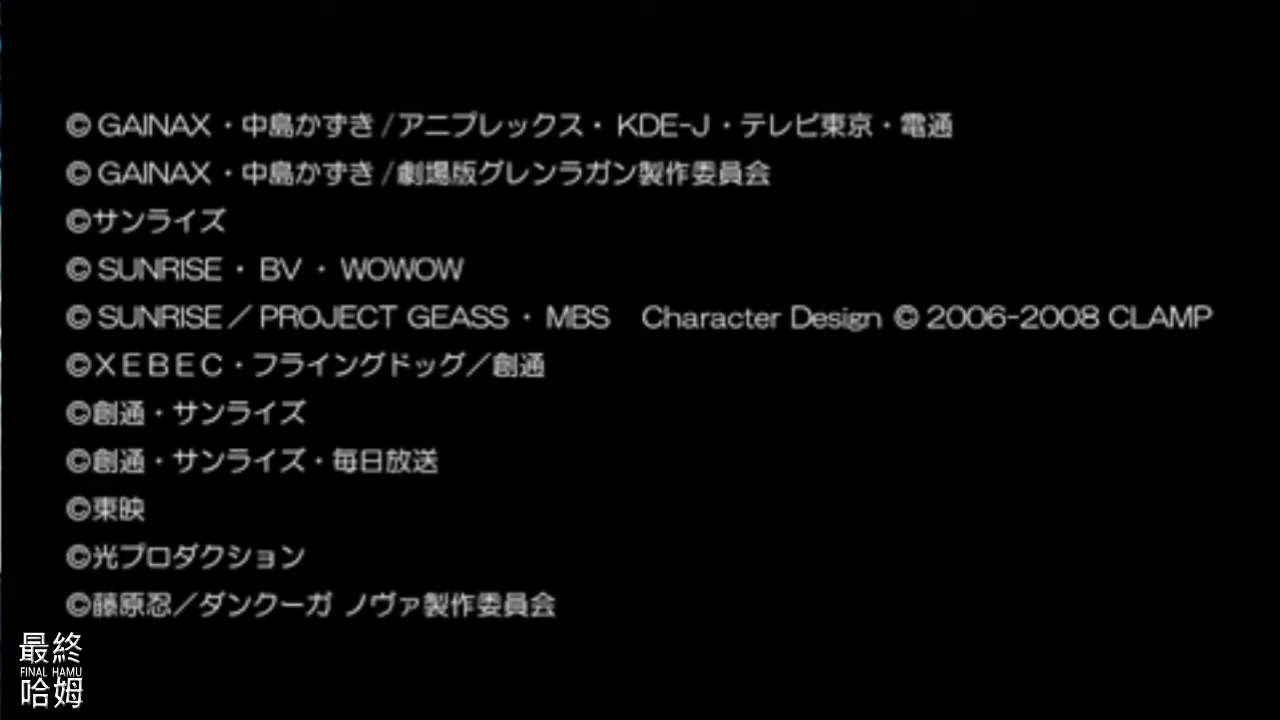 © GAINAX・中島かずき/アニプレックス・KDE-J・テレビ東京・電通
© GAINAX・中島かずき/劇場版グレンラガン製作委員会
©サンライズ
© SUNRISE・BV・WOWOW
© SUNRISE／PROJECT GEASS・MBS　Character Design © 2006-2008 CLAMP
©ＸＥＢＥＣ・フライングドッグ／創通
©創通・サンライズ
©創通・サンライズ・毎日放送
©東映
©光プロダクション
©藤原忍／ダンクーガ ノヴァ製作委員会
最終
FINAL HAMU
哈姆